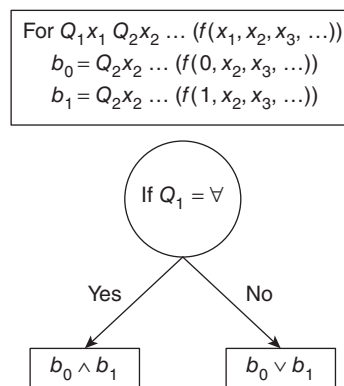 For Q₁x₁ Q₂x₂ ... (f(x₁, x₂, x₃, ...))
b₀ = Q₂x₂ ... (f(0, x₂, x₃, ...))
b₁ = Q₂x₂ ... (f(1, x₂, x₃, ...))
If Q₁ = ∀
Yes
No
b₀ ∧ b₁
b₀ ∨ b₁